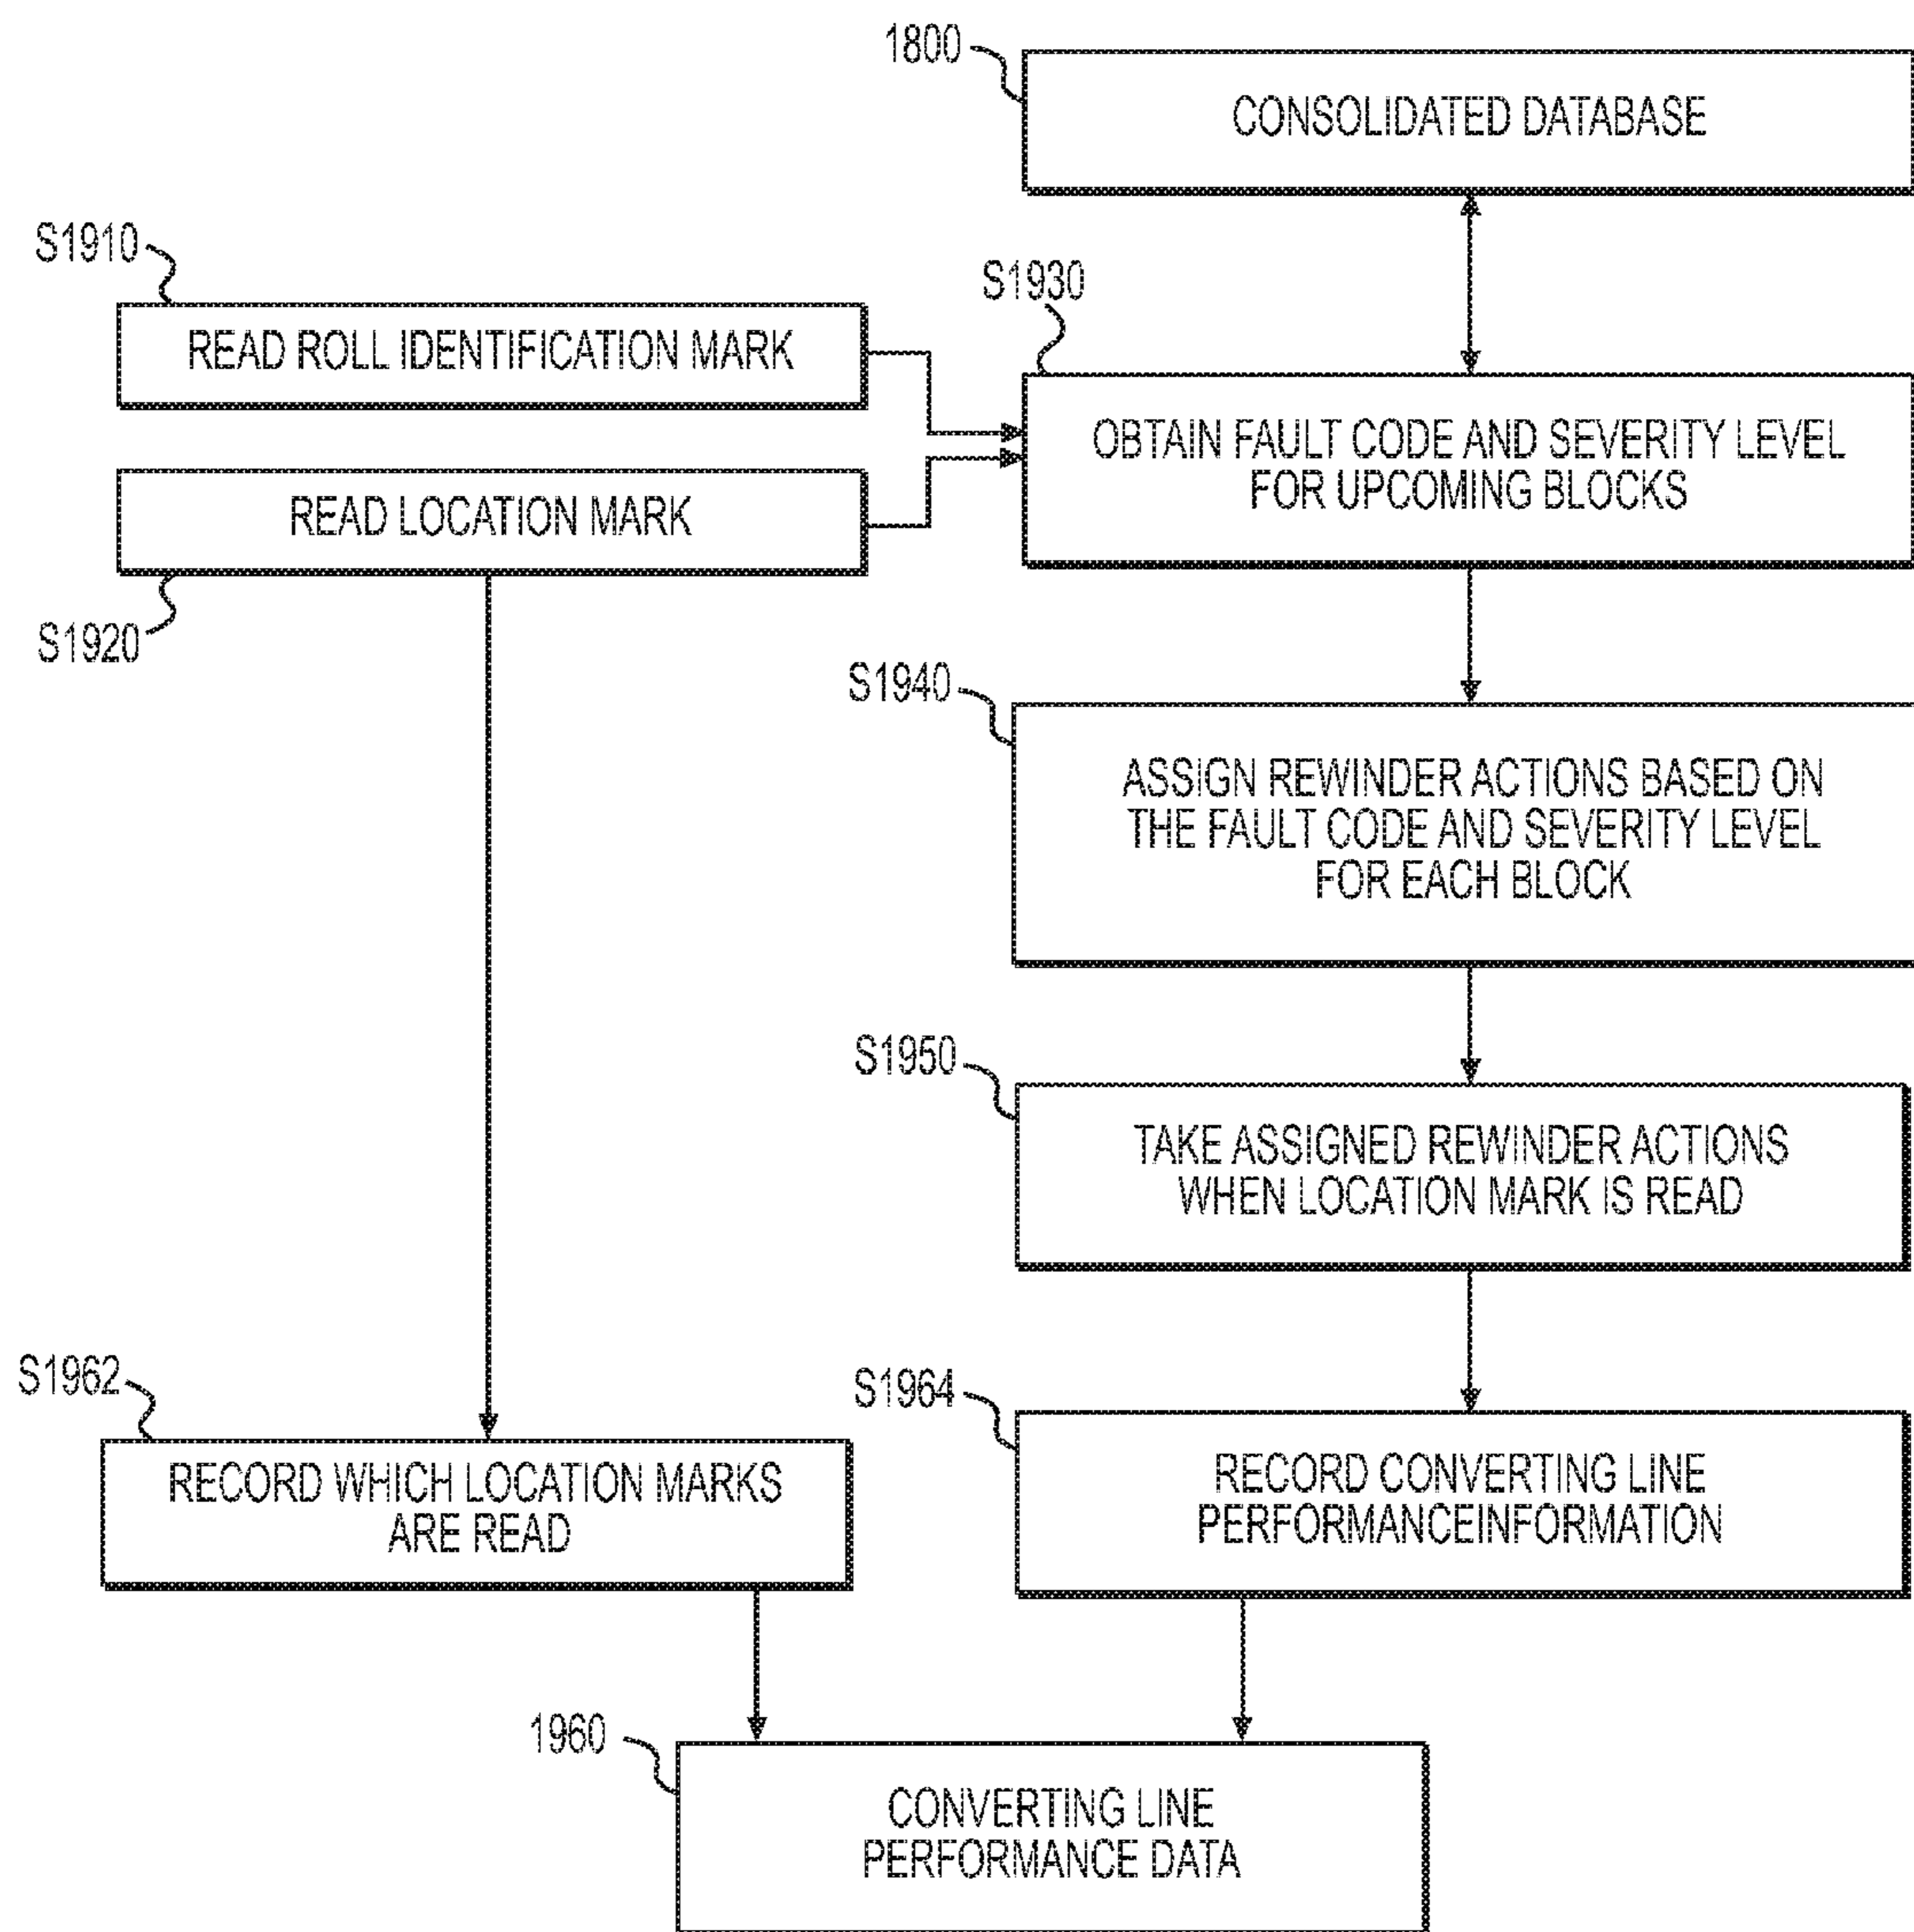 1800
CONSOLIDATED DATABASE
S1910
READ ROLL IDENTIFICATION MARK
S1930
OBTAIN FAULT CODE AND SEVERITY LEVEL
FOR UPCOMING BLOCKS
READ LOCATION MARK
S1920
S1940
ASSIGN REWINDER ACTIONS BASED ON
THE FAULT CODE AND SEVERITY LEVEL
FOR EACH BLOCK
S1950
TAKE ASSIGNED REWINDER ACTIONS
WHEN LOCATION MARK IS READ
S1962
RECORD WHICH LOCATION MARKS
ARE READ
S1964
RECORD CONVERTING LINE
PERFORMANCEINFORMATION
1960
CONVERTING LINE
PERFORMANCE DATA